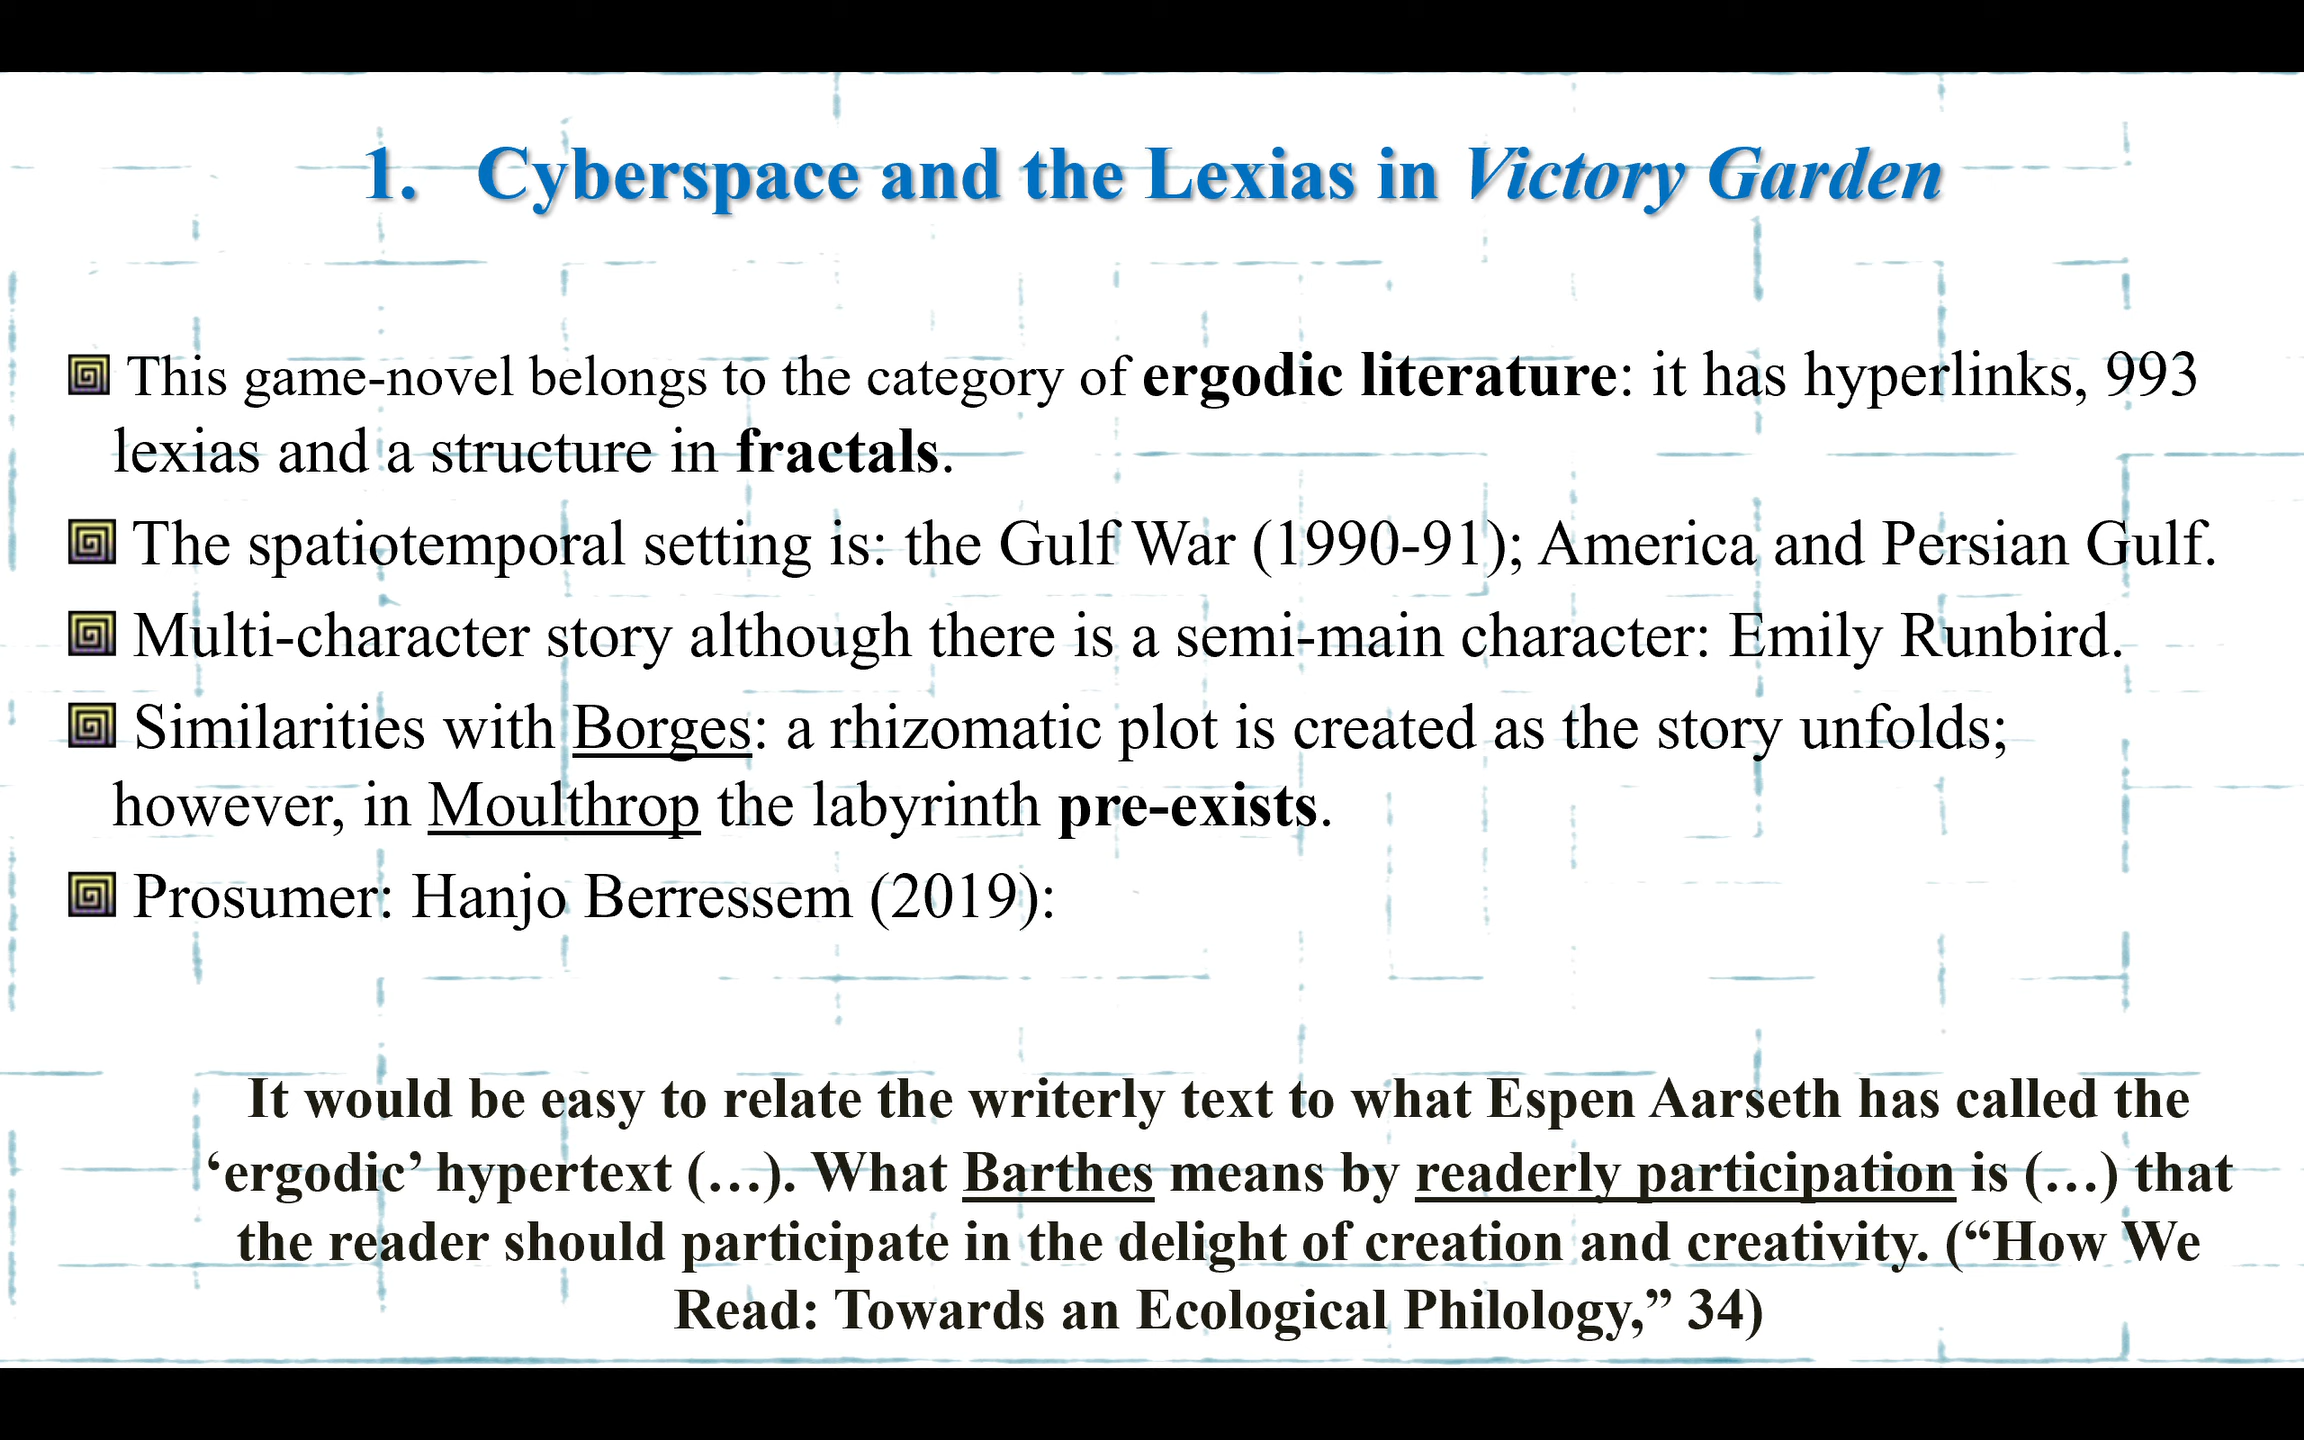 1. Cyberspace and the Lexias in Victory Garden
This game-novel belongs to the category of ergodic literature: it has hyperlinks, 993
lexias and a structure in fractals.
The spatiotemporal setting is: the Gulf War (1990-91); America and Persian Gulf.
Multi-character story although there is a semi-main character: Emily Runbird.
Similarities with Borges: a rhizomatic plot is created as the story unfolds;
however, in Moulthrop the labyrinth pre-exists.
Prosumer: Hanjo Berressem (2019):
It would be easy to relate the writerly text to what Espen Aarseth has called the
‘ergodic’ hypertext (…). What Barthes means by readerly participation is (…) that
the reader should participate in the delight of creation and creativity. (“How We
Read: Towards an Ecological Philology,” 34)